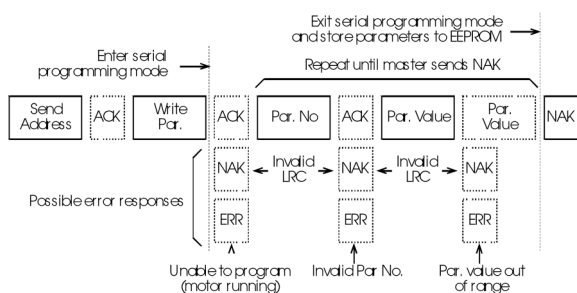 Exit serial programming mode
and store parameters to EEPROM
Enter serial
programming mode
Repeat until master sends NAK
Send
Address
ACK
Write
Par.
ACK
Par. No
ACK
Par. Value
Par.
Value
NAK
NAK
Invalid
LRC
NAK
Invalid
LRC
NAK
Possible error responses
ERR
ERR
ERR
Unable to program
(motor running)
Invalid Par No.
Par. value out
of range